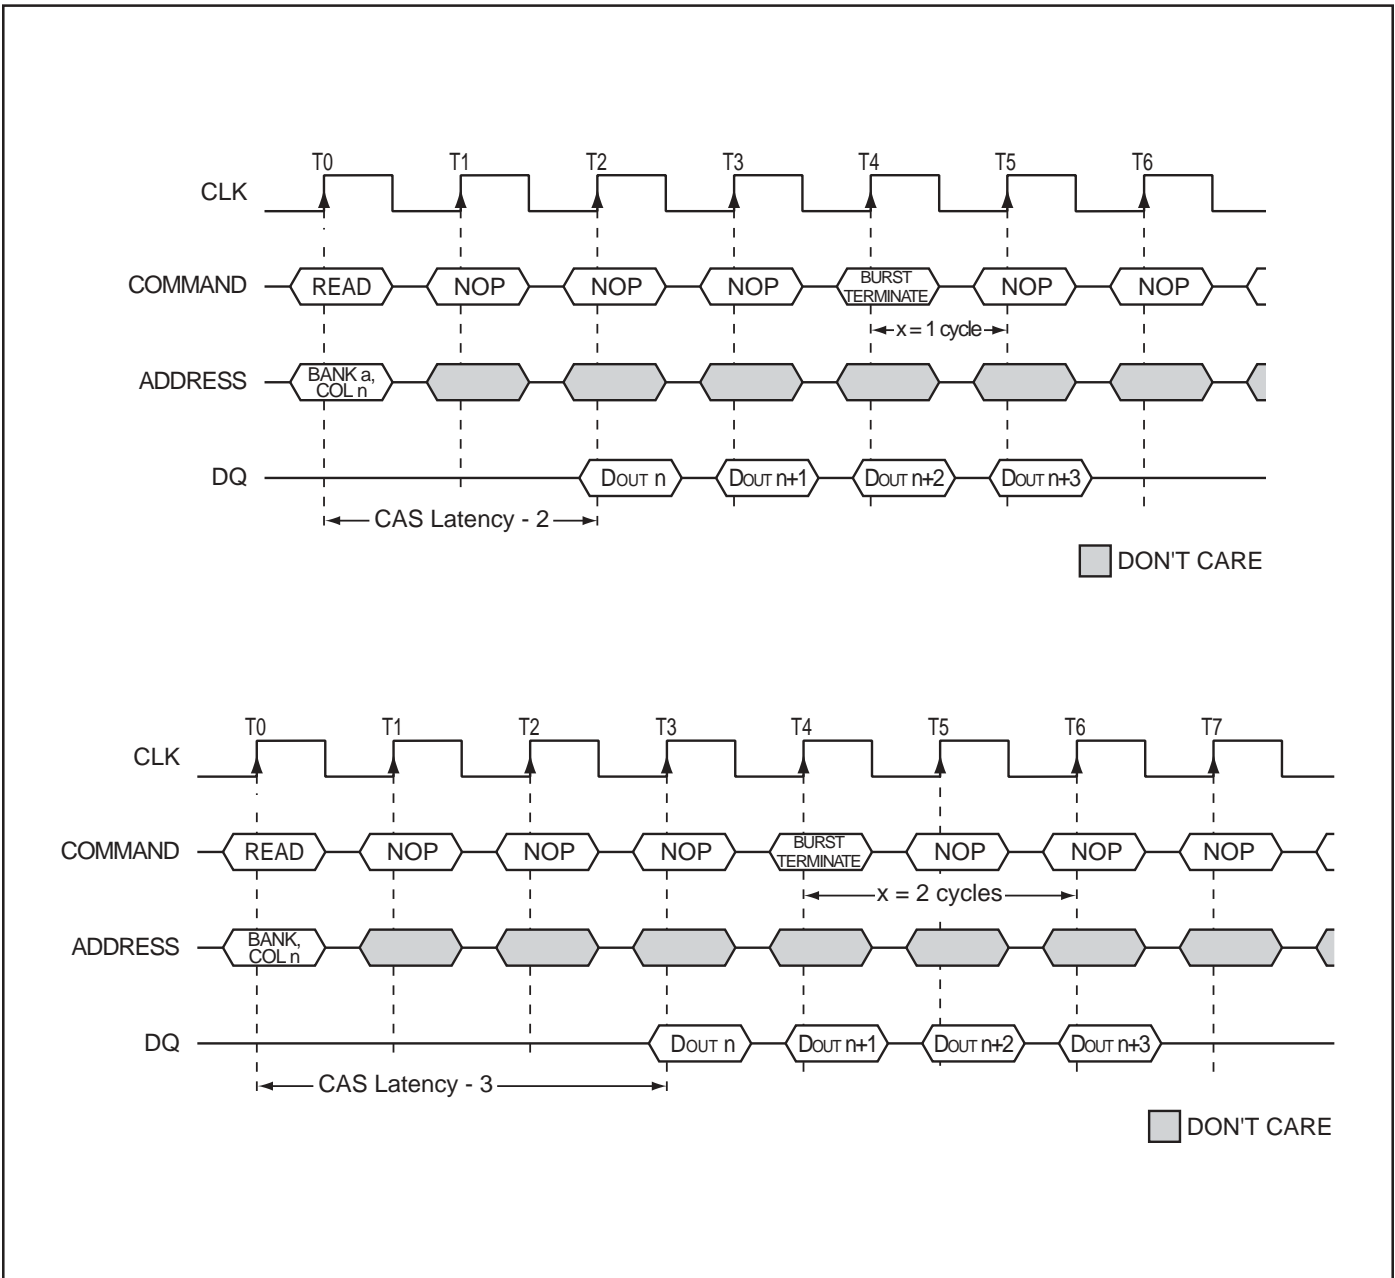 T0 T1 T2 T3 T4 T5 T6
CLK
COMMAND READ NOP NOP NOP BURST TERMINATE NOP NOP
x = 1 cycle
ADDRESS BANK a, COL n
DQ DOUT n DOUT n+1 DOUT n+2 DOUT n+3
CAS Latency - 2
DON'T CARE
T0 T1 T2 T3 T4 T5 T6 T7
CLK
COMMAND READ NOP NOP NOP BURST TERMINATE NOP NOP NOP
x = 2 cycles
ADDRESS BANK, COL n
DQ DOUT n DOUT n+1 DOUT n+2 DOUT n+3
CAS Latency - 3
DON'T CARE